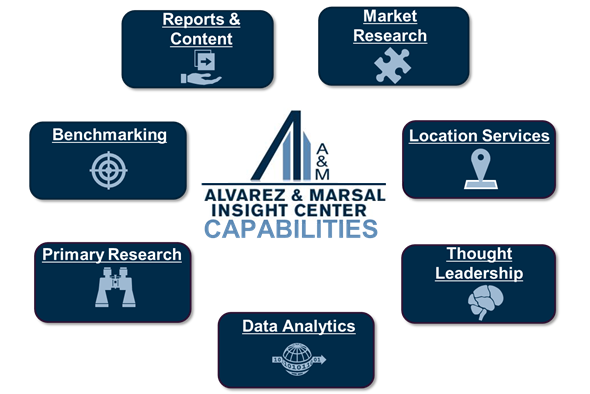 Reports &
Content
Market
Research
Benchmarking
A&M
Location Services
ALVAREZ & MARSAL
INSIGHT CENTER
CAPABILITIES
Primary Research
Thought
Leadership
Data Analytics